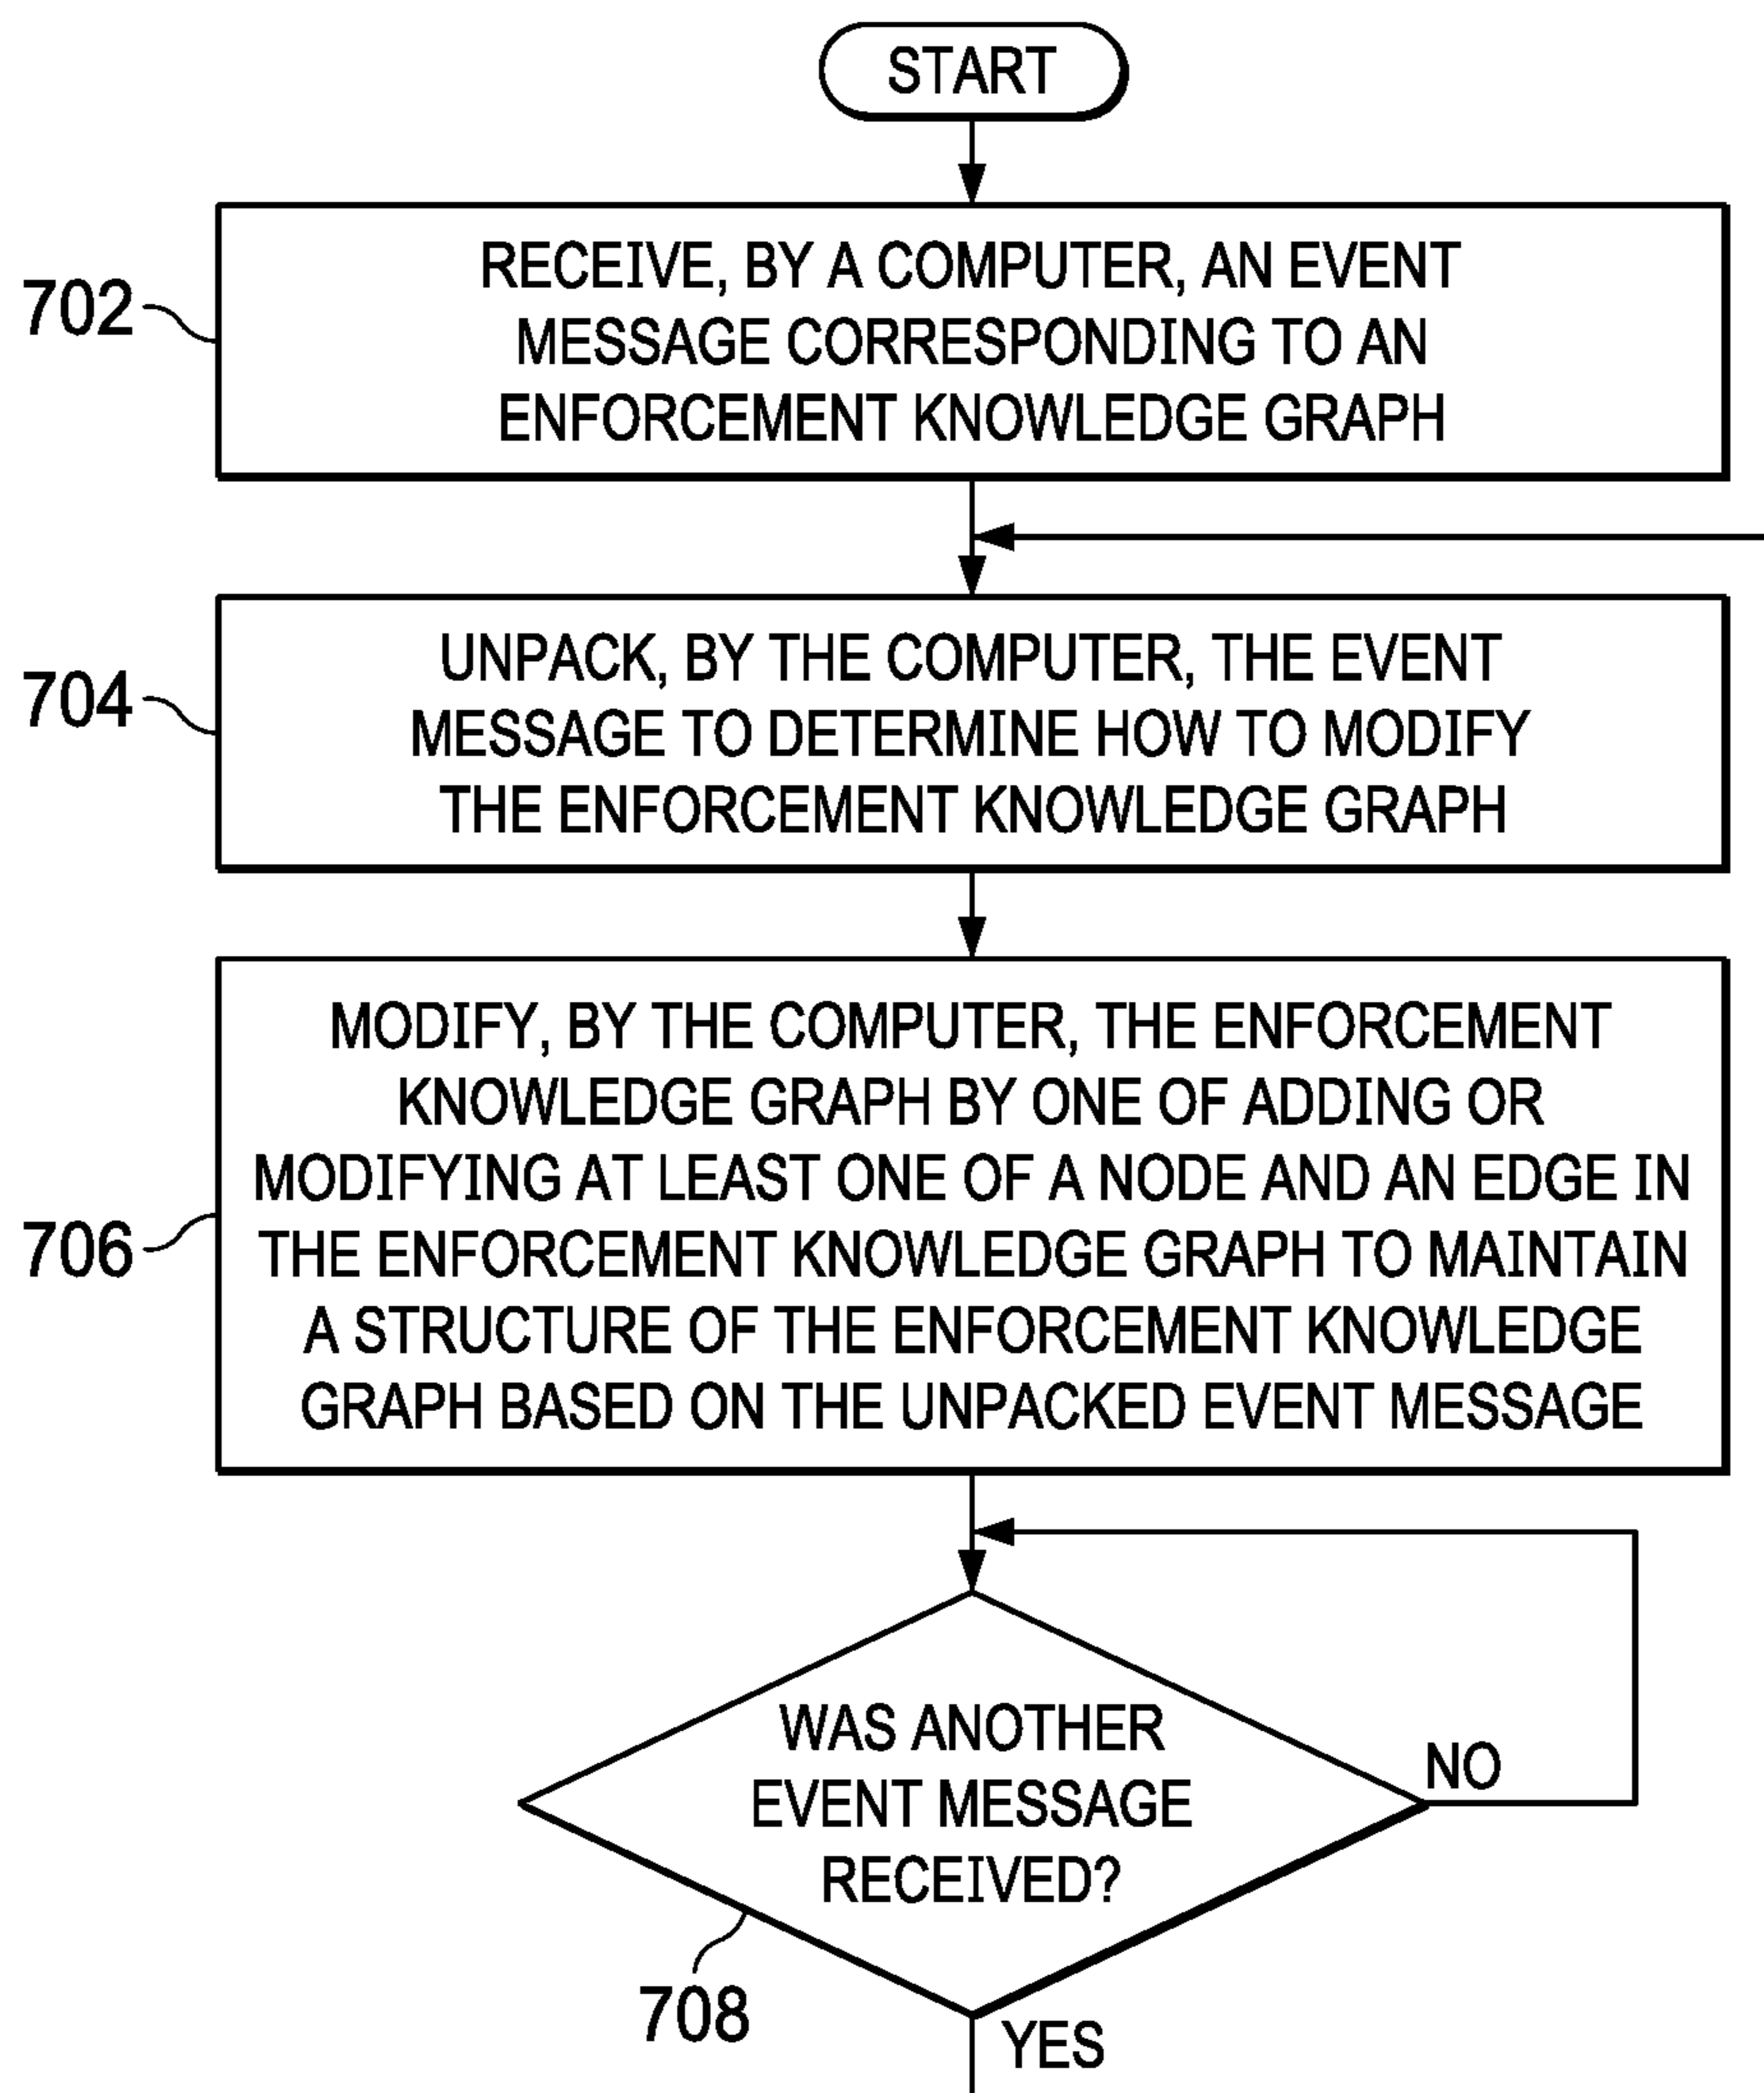 START
702
RECEIVE, BY A COMPUTER, AN EVENT
MESSAGE CORRESPONDING TO AN
ENFORCEMENT KNOWLEDGE GRAPH
704
UNPACK, BY THE COMPUTER, THE EVENT
MESSAGE TO DETERMINE HOW TO MODIFY
THE ENFORCEMENT KNOWLEDGE GRAPH
706
MODIFY, BY THE COMPUTER, THE ENFORCEMENT
KNOWLEDGE GRAPH BY ONE OF ADDING OR
MODIFYING AT LEAST ONE OF A NODE AND AN EDGE IN
THE ENFORCEMENT KNOWLEDGE GRAPH TO MAINTAIN
A STRUCTURE OF THE ENFORCEMENT KNOWLEDGE
GRAPH BASED ON THE UNPACKED EVENT MESSAGE
WAS ANOTHER
EVENT MESSAGE
RECEIVED?
NO
708
YES